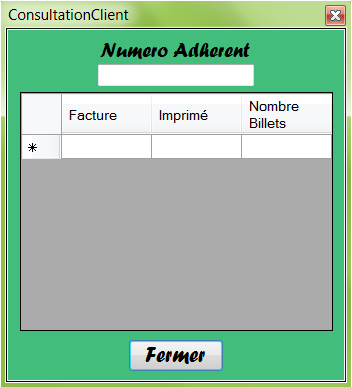 ConsultationClient
Numero Adherent
Facture Imprimé Nombre Billets
Fermer